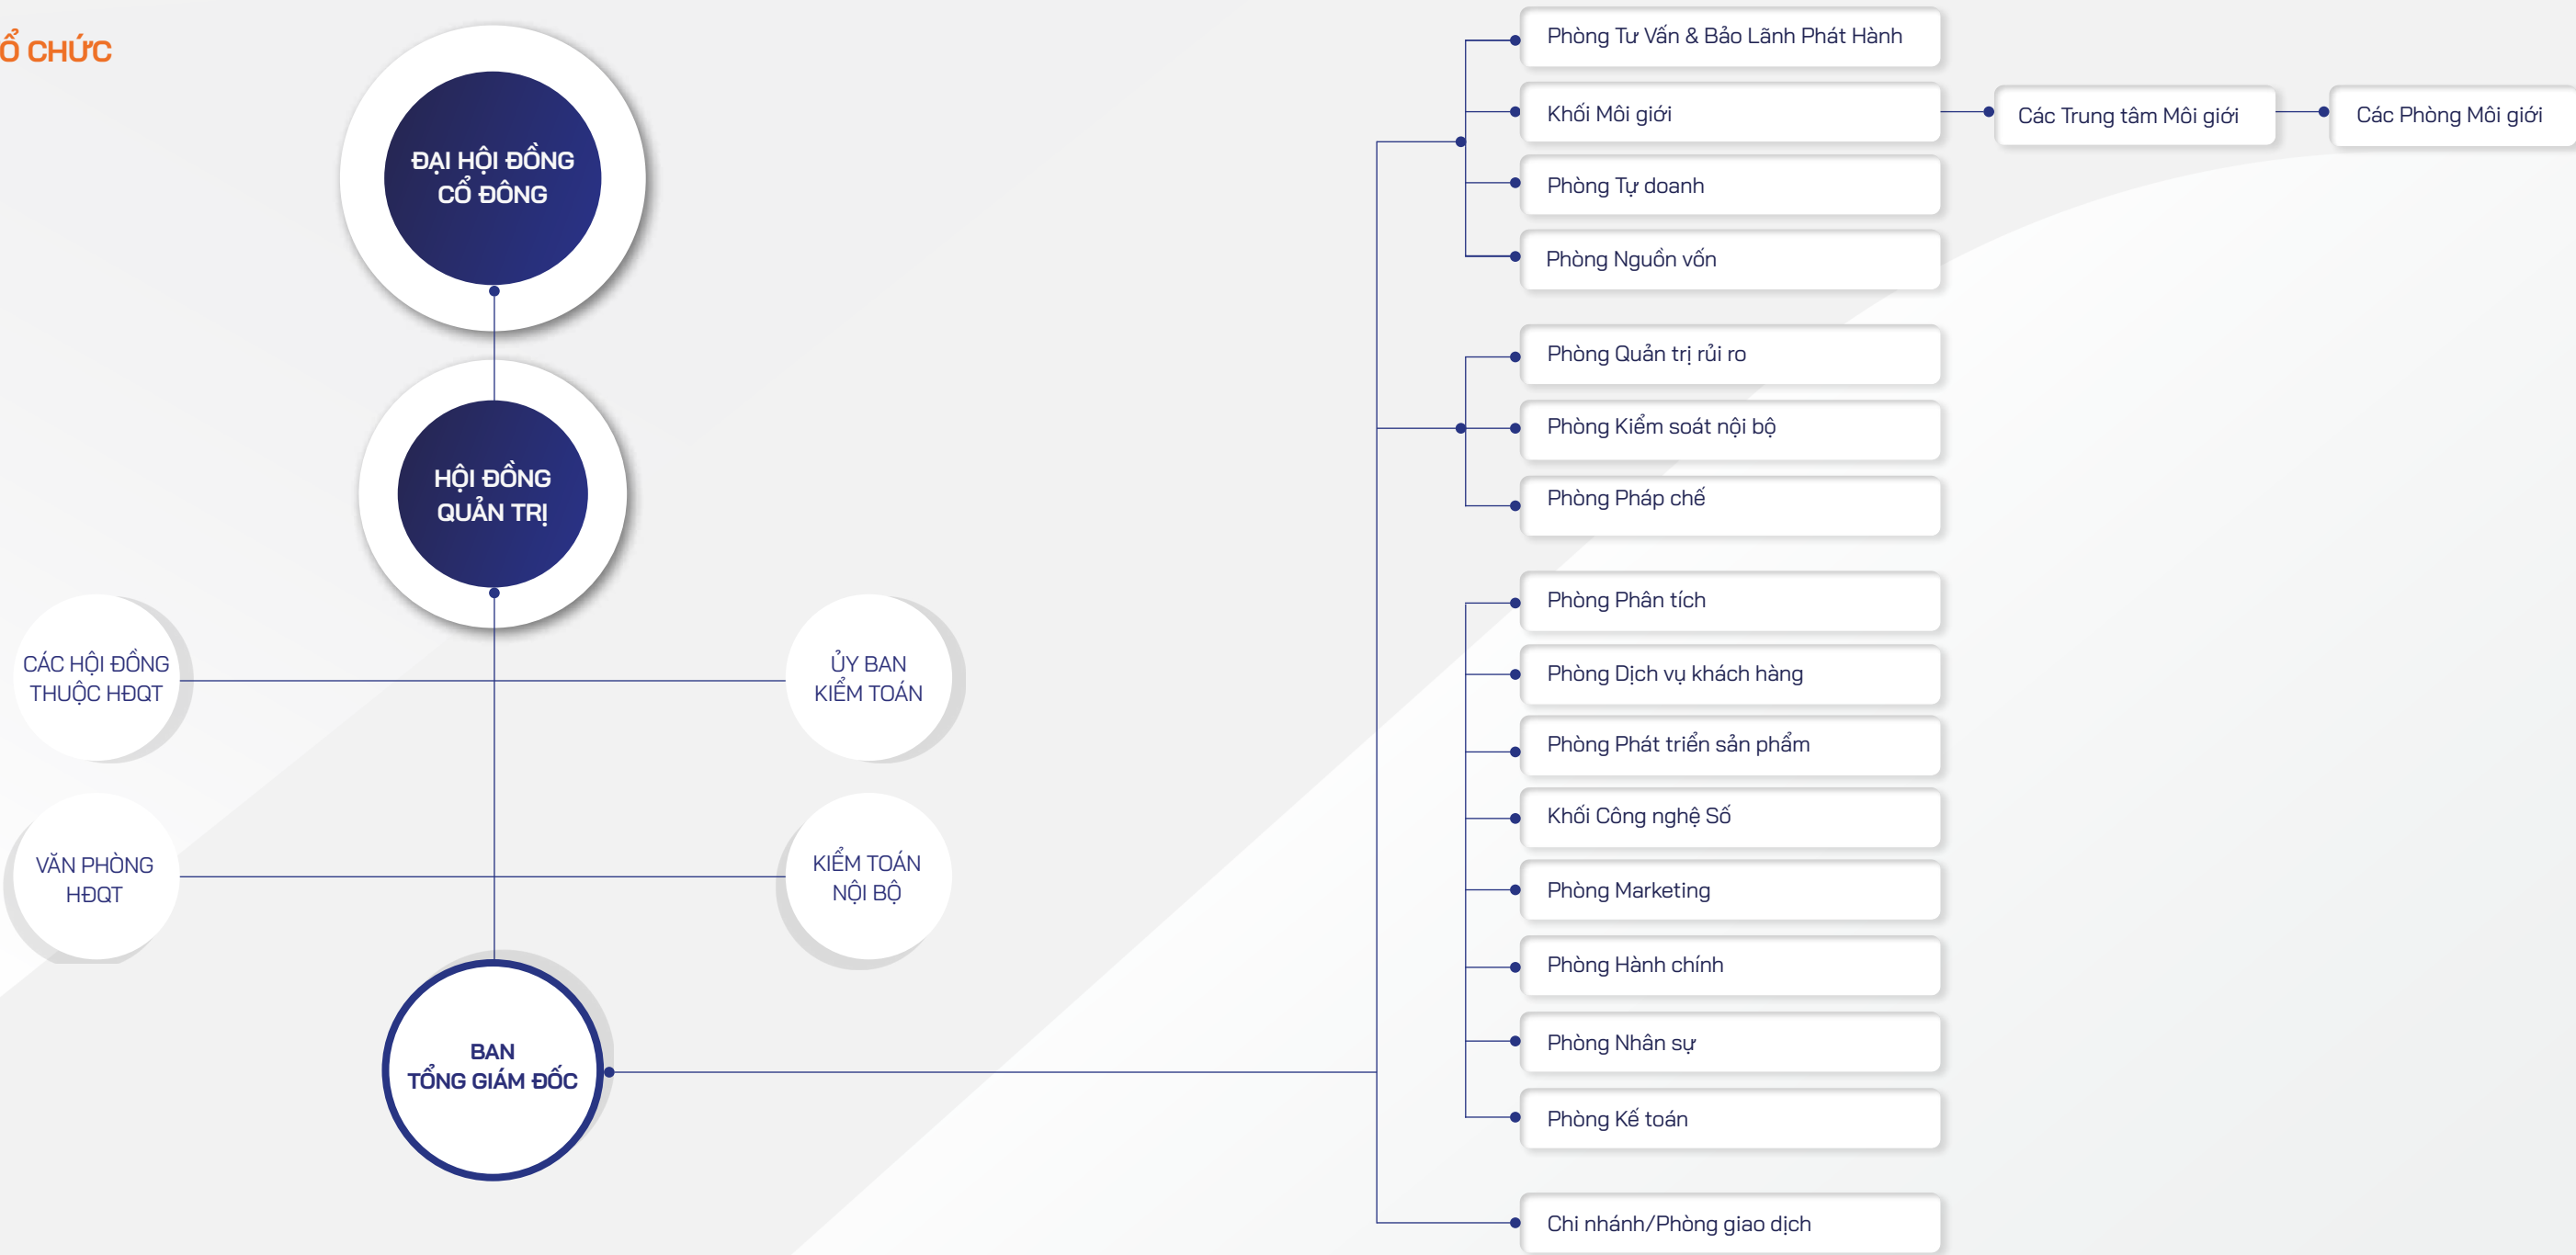 Ổ CHỨC
ĐẠI HỘI ĐỒNG
CỔ ĐÔNG
HỘI ĐỒNG
QUẢN TRỊ
CÁC HỘI ĐỒNG
THUỘC HĐQT
ỦY BAN
KIỂM TOÁN
VĂN PHÒNG
HĐQT
KIỂM TOÁN
NỘI BỘ
BAN
TỔNG GIÁM ĐỐC
Phòng Tư Vấn & Bảo Lãnh Phát Hành
Khối Môi giới
Các Trung tâm Môi giới
Các Phòng Môi giới
Phòng Tự doanh
Phòng Nguồn vốn
Phòng Quản trị rủi ro
Phòng Kiểm soát nội bộ
Phòng Pháp chế
Phòng Phân tích
Phòng Dịch vụ khách hàng
Phòng Phát triển sản phẩm
Khối Công nghệ Số
Phòng Marketing
Phòng Hành chính
Phòng Nhân sự
Phòng Kế toán
Chi nhánh/Phòng giao dịch